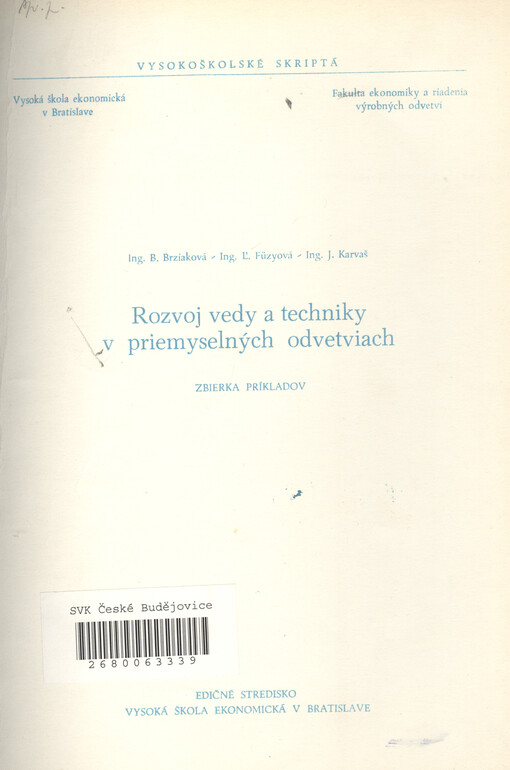 VYSOKOŠKOLSKÉ SKRIPTÁ
Vysoká škola ekonomická
v Bratislave
Fakulta ekonomiky a riadenia
výrobných odvetví
Ing. B. Brziaková - Ing. Ľ. Fűzyová - Ing. J. Karvaš
Rozvoj vedy a techniky
v priemyselných odvetviach
ZBIERKA PRÍKLADOV
SVK České Budějovice
2680063339
EDIČNÉ STREDISKO
VYSOKÁ ŠKOLA EKONOMICKÁ V BRATISLAVE